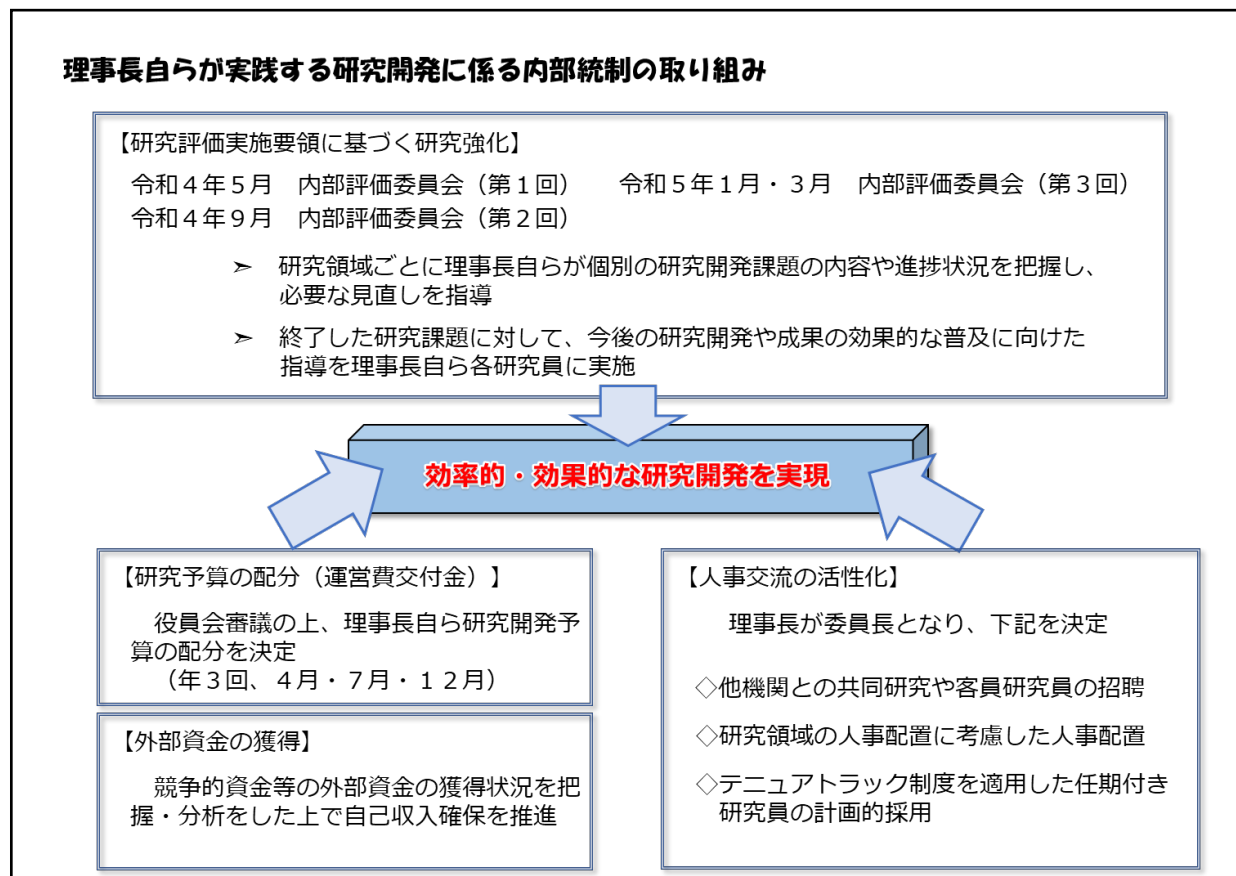 理事長自らが実践する研究開発に係る内部統制の取り組み
【研究評価実施要領に基づく研究強化】
令和４年５月　内部評価委員会（第１回）　　令和５年１月・３月　内部評価委員会（第３回）
令和４年９月　内部評価委員会（第２回）
➣　研究領域ごとに理事長自らが個別の研究開発課題の内容や進捗状況を把握し、
必要な見直しを指導
➣　終了した研究課題に対して、今後の研究開発や成果の効果的な普及に向けた
指導を理事長自ら各研究員に実施
効率的・効果的な研究開発を実現
【研究予算の配分（運営費交付金）】
役員会審議の上、理事長自ら研究開発予
算の配分を決定
（年３回、４月・７月・１２月）
【外部資金の獲得】
競争的資金等の外部資金の獲得状況を把
握・分析をした上で自己収入確保を推進
【人事交流の活性化】
理事長が委員長となり、下記を決定
◇他機関との共同研究や客員研究員の招聘
◇研究領域の人事配置に考慮した人事配置
◇テニュアトラック制度を適用した任期付き
研究員の計画的採用